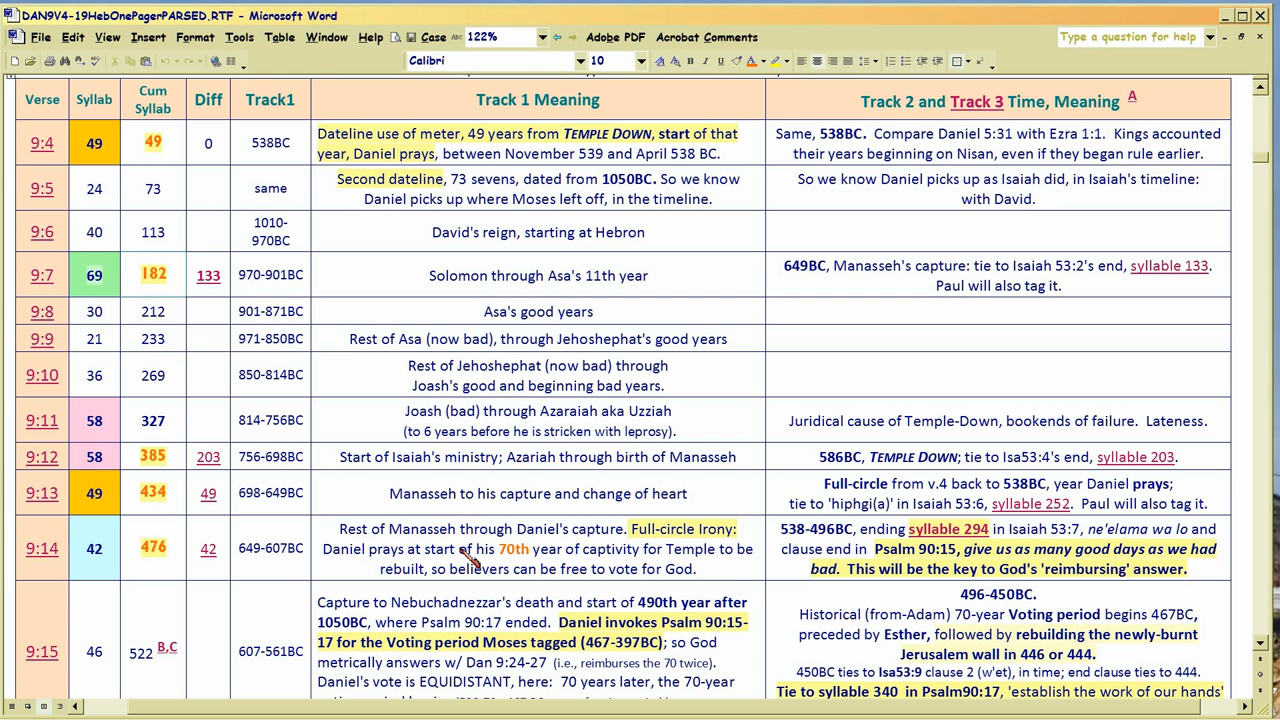 DAN9V4-19HebOnePagerPARSED.RTF - Microsoft Word
File Edit View Insert Format Tools Table Window Help Case 122% Adobe PDF Acrobat Comments Type a question for help
Calibri 10
Verse Syllab Cum Syllab Diff Track1 Track 1 Meaning Track 2 and Track 3 Time, Meaning A
9:4 49 49 0 538BC
Dateline use of meter, 49 years from TEMPLE DOWN, start of that
year, Daniel prays, between November 539 and April 538 BC.
Same, 538BC. Compare Daniel 5:31 with Ezra 1:1. Kings accounted
their years beginning on Nisan, even if they began rule earlier.
9:5 24 73 same
Second dateline, 73 sevens, dated from 1050BC. So we know
Daniel picks up where Moses left off, in the timeline.
So we know Daniel picks up as Isaiah did, in Isaiah's timeline:
with David.
9:6 40 113 1010-
970BC
David's reign, starting at Hebron
9:7 69 182 133 970-901BC
Solomon through Asa's 11th year
649BC, Manasseh's capture: tie to Isaiah 53:2's end, syllable 133.
Paul will also tag it.
9:8 30 212 901-871BC
Asa's good years
9:9 21 233 971-850BC
Rest of Asa (now bad), through Jehoshephat's good years
9:10 36 269 850-814BC
Rest of Jehoshephat (now bad) through
Joash's good and beginning bad years.
9:11 58 327 814-756BC
Joash (bad) through Azaraiah aka Uzziah
(to 6 years before he is stricken with leprosy).
Juridical cause of Temple-Down, bookends of failure. Lateness.
9:12 58 385 203 756-698BC
Start of Isaiah's ministry; Azariah through birth of Manasseh
586BC, TEMPLE DOWN; tie to Isa53:4's end, syllable 203.
9:13 49 434 49 698-649BC
Manasseh to his capture and change of heart
Full-circle from v.4 back to 538BC, year Daniel prays;
tie to 'hiphgi(a)' in Isaiah 53:6, syllable 252. Paul will also tag it.
9:14 42 476 42 649-607BC
Rest of Manasseh through Daniel's capture. Full-circle Irony:
Daniel prays at start of his 70th year of captivity for Temple to be
rebuilt, so believers can be free to vote for God.
538-496BC, ending syllable 294 in Isaiah 53:7, ne'elama wa lo and
clause end in Psalm 90:15, give us as many good days as we had
bad. This will be the key to God's 'reimbursing' answer.
9:15 46 522 B,C 607-561BC
Capture to Nebuchadnezzar's death and start of 490th year after
1050BC, where Psalm 90:17 ended. Daniel invokes Psalm 90:15-
17 for the Voting period Moses tagged (467-397BC); so God
metrically answers w/ Dan 9:24-27 (i.e., reimburses the 70 twice).
Daniel's vote is EQUIDISTANT, here: 70 years later, the 70-year
496-450BC.
Historical (from-Adam) 70-year Voting period begins 467BC,
preceded by Esther, followed by rebuilding the newly-burnt
Jerusalem wall in 446 or 444.
450BC ties to Isa53:9 clause 2 (w'et), in time; end clause ties to 444.
Tie to syllable 340 in Psalm90:17, 'establish the work of our hands'